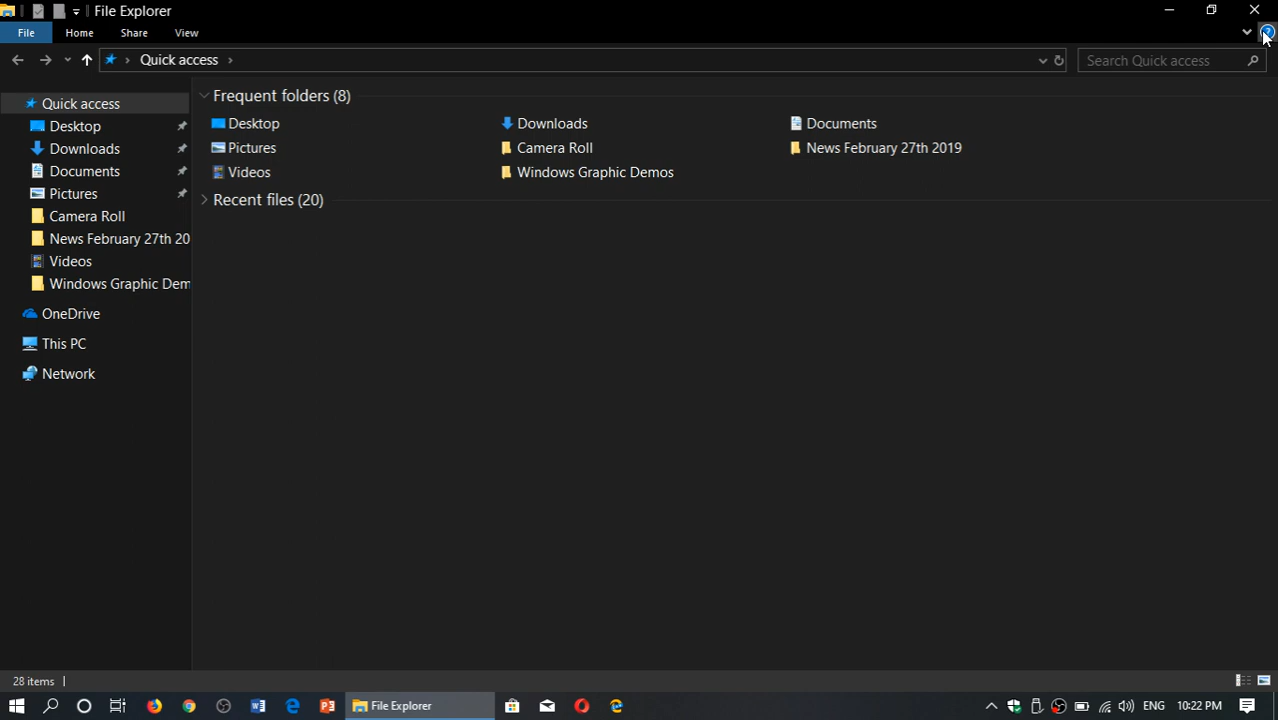 File Explorer
File Home Share View
Quick access
Search Quick access
Quick access
Desktop
Downloads
Documents
Pictures
Camera Roll
News February 27th 20
Videos
Windows Graphic Dem
OneDrive
This PC
Network
Frequent folders (8)
Desktop Downloads Documents
Pictures Camera Roll News February 27th 2019
Videos Windows Graphic Demos
Recent files (20)
28 items
File Explorer ENG 10:22 PM